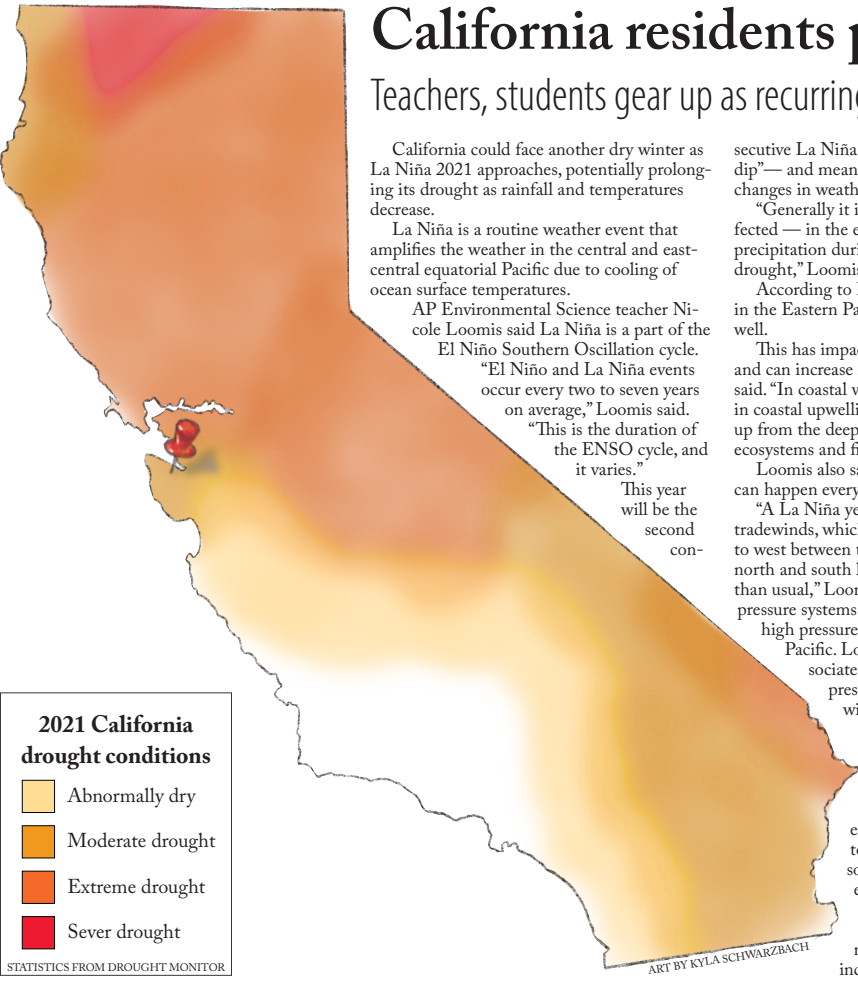 California residents
Teachers, students gear up as recurring
California could face another dry winter as
La Niña 2021 approaches, potentially prolong-
ing its drought as rainfall and temperatures
decrease.
La Niña is a routine weather event that
amplifies the weather in the central and east-
central equatorial Pacific due to cooling of
ocean surface temperatures.
AP Environmental Science teacher Ni-
cole Loomis said La Niña is a part of the
El Niño Southern Oscillation cycle.
“El Niño and La Niña events
occur every two to seven years
on average,” Loomis said.
“This is the duration of
the ENSO cycle, and
it varies.”
This year
will be the
second
con-
secutive La Niña
dip”— and mean
changes in weath
“Generally it i
fected — in the e
precipitation duri
drought,” Loomis
According to
in the Eastern Pa
well.
This has impa
and can increase
said. “In coastal w
in coastal upwelli
up from the deep
ecosystems and fi
Loomis also sa
can happen every
“A La Niña ye
tradewinds, whic
to west between t
north and south
than usual,” Loor
pressure systems
high pressure
Pacific. Lo
sociate
pres
wi
e
to
so
e
r
inc
2021 California
drought conditions
Abnormally dry
Moderate drought
Extreme drought
Sever drought
STATISTICS FROM DROUGHT MONITOR
ART BY KYLA SCHWARZBACH